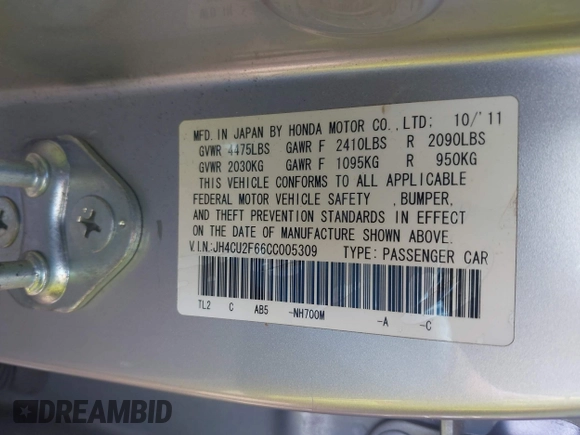 MFD. IN JAPAN BY HONDA MOTOR CO., LTD; 10/'11
GVWR 4475LBS GAWR F 2410LBS R 2090LBS
GVWR 2030KG GAWR F 1095KG R 950KG
THIS VEHICLE CONFORMS TO ALL APPLICABLE
FEDERAL MOTOR VEHICLE SAFETY , BUMPER,
AND THEFT PREVENTION STANDARDS IN EFFECT
ON THE DATE OF MANUFACTURE SHOWN ABOVE.
V.I.N:JH4CU2F66CC005309 TYPE: PASSENGER CAR
TL2 C AB5 -NH700M -A -C
DREAMBID